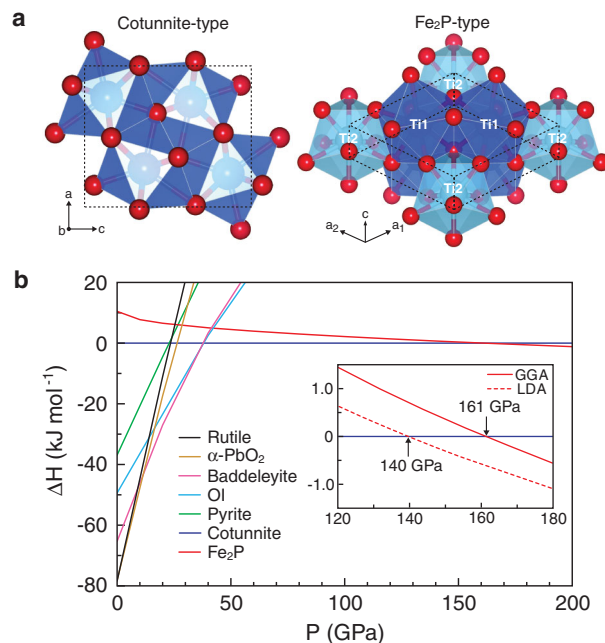 a
Cotunnite-type
Fe₂P-type
Ti2
Ti1
Ti1
Ti2
Ti2
Ti2
a
b
c
c
a₂
a₁
b
20
0
-20
-40
-60
-80
ΔH (kJ mol⁻¹)
Rutile
α-PbO₂
Baddeleyite
OI
Pyrite
Cotunnite
Fe₂P
GGA
LDA
1.0
0
-1.0
161 GPa
140 GPa
120
140
160
180
0
50
100
150
200
P (GPa)